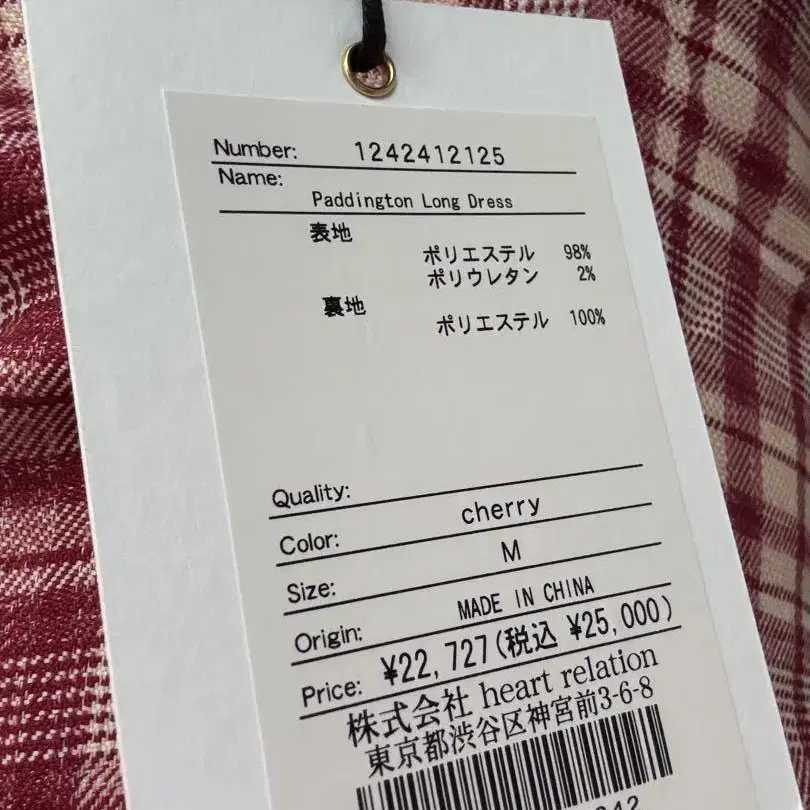 Number: 1242412125
Name:
Paddington Long Dress
表地
ポリエステル 98%
ポリウレタン 2%
裏地
ポリエステル 100%
Quality:
Color: cherry
Size: M
Origin: MADE IN CHINA
Price: ¥22,727(税込 ¥25,000)
株式会社 heart relation
東京都渋谷区神宮前3-6-8